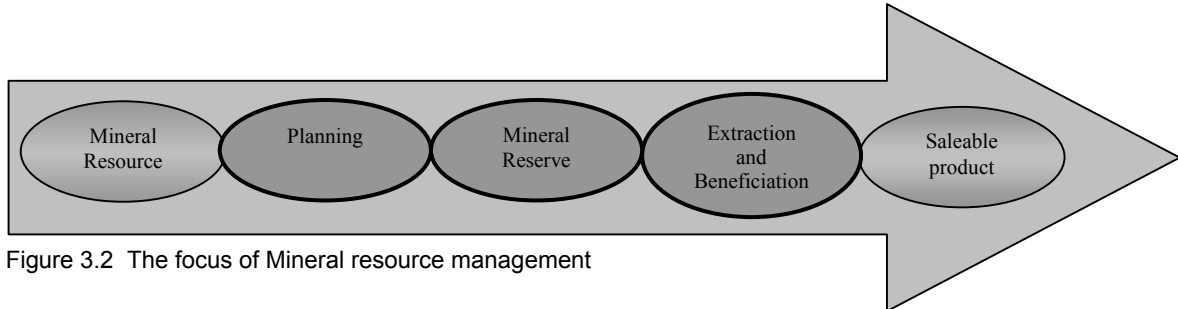 Mineral
Resource
Planning
Mineral
Reserve
Extraction
and
Beneficiation
Saleable
product
Figure 3.2 The focus of Mineral resource management